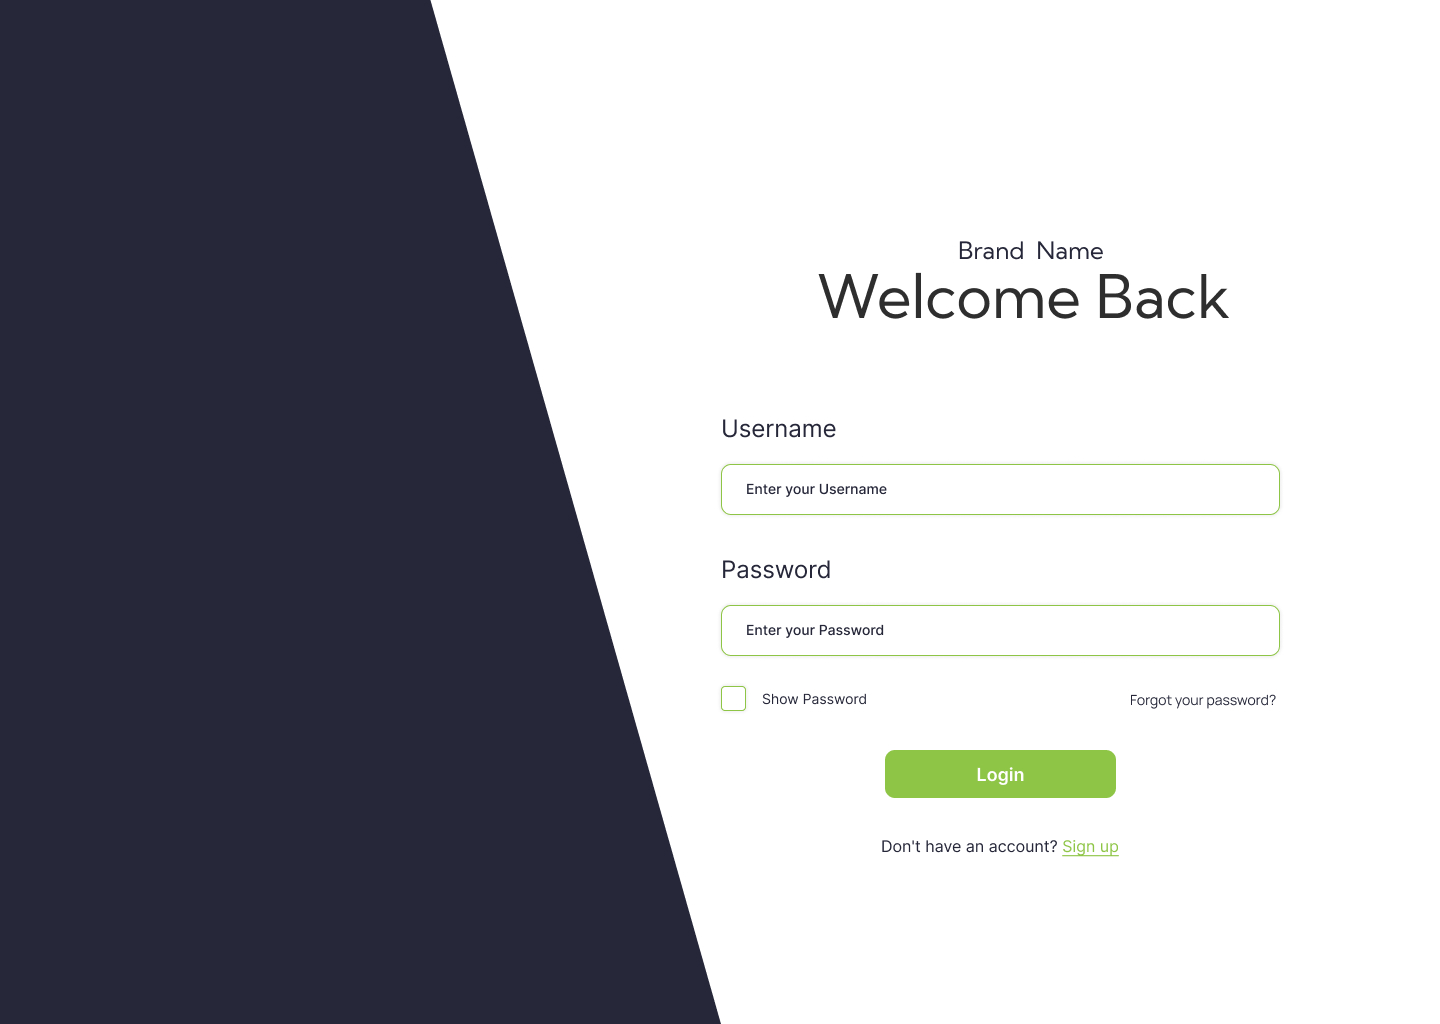 Brand Name
Welcome Back
Username
Enter your Username
Password
Enter your Password
Show Password
Forgot your password?
Login
Don't have an account? Sign up